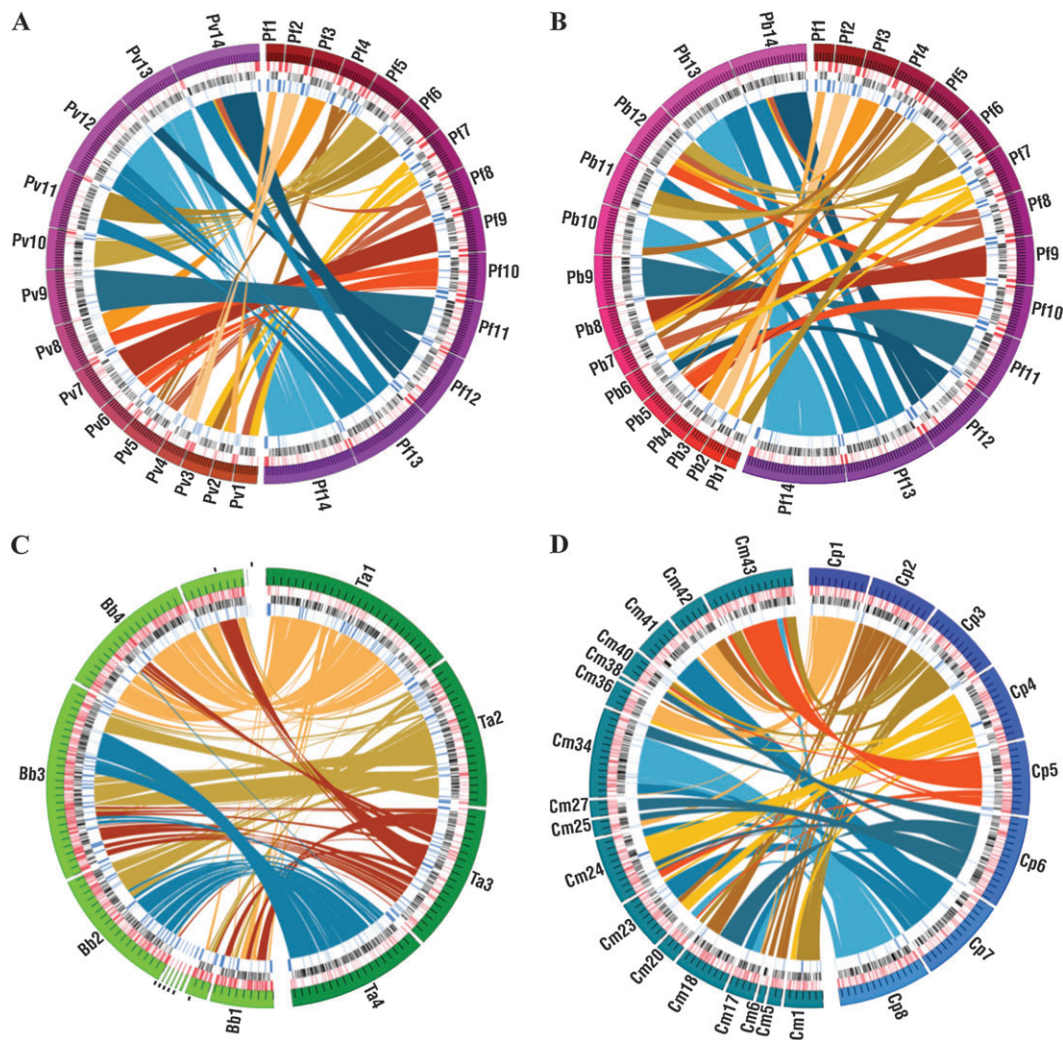 A
Pv14
Pv13
Pv12
Pv11
Pv10
Pv9
Pv8
Pv7
Pv6
Pv5
Pv4
Pv3
Pv2
Pv1
Pf1
Pf2
Pf3
Pf4
Pf5
Pf6
Pf7
Pf8
Pf9
Pf10
Pf11
Pf12
Pf13
Pf14
B
Pb14
Pb13
Pb12
Pb11
Pb10
Pb9
Pb8
Pb7
Pb6
Pb5
Pb4
Pb3
Pb2
Pb1
Pf1
Pf2
Pf3
Pf4
Pf5
Pf6
Pf7
Pf8
Pf9
Pf10
Pf11
Pf12
Pf13
Pf14
C
Bb4
Bb3
Bb2
Bb1
Ta1
Ta2
Ta3
Ta4
D
Cm43
Cm42
Cm41
Cm40
Cm38
Cm36
Cm34
Cm27
Cm25
Cm24
Cm23
Cm20
Cm18
Cm17
Cm6
Cm5
Cm1
Cp1
Cp2
Cp3
Cp4
Cp5
Cp6
Cp7
Cp8